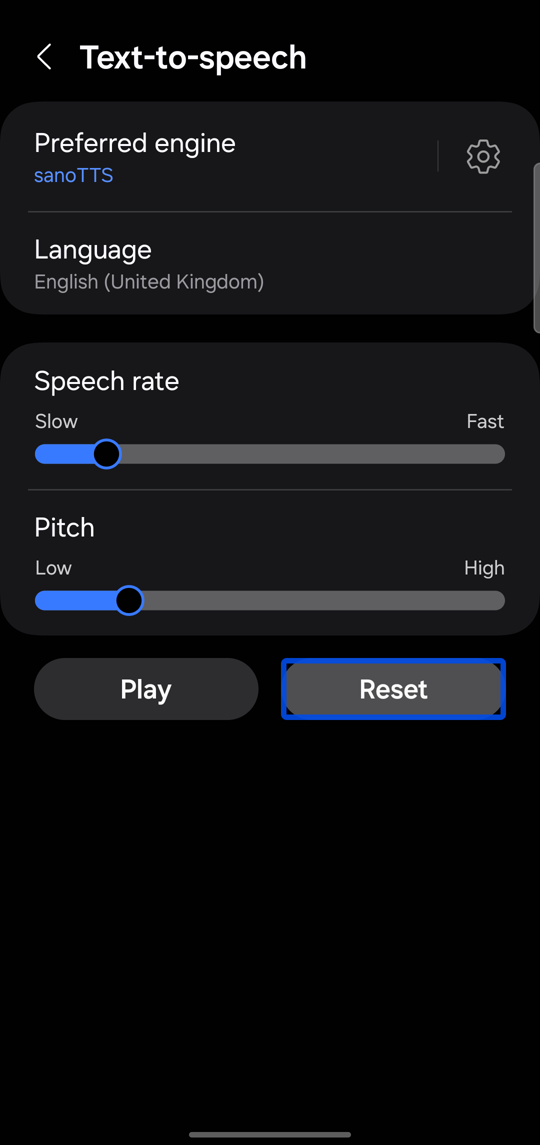 Text-to-speech
Preferred engine
sanoTTS
Language
English (United Kingdom)
Speech rate
Slow Fast
Pitch
Low High
Play Reset